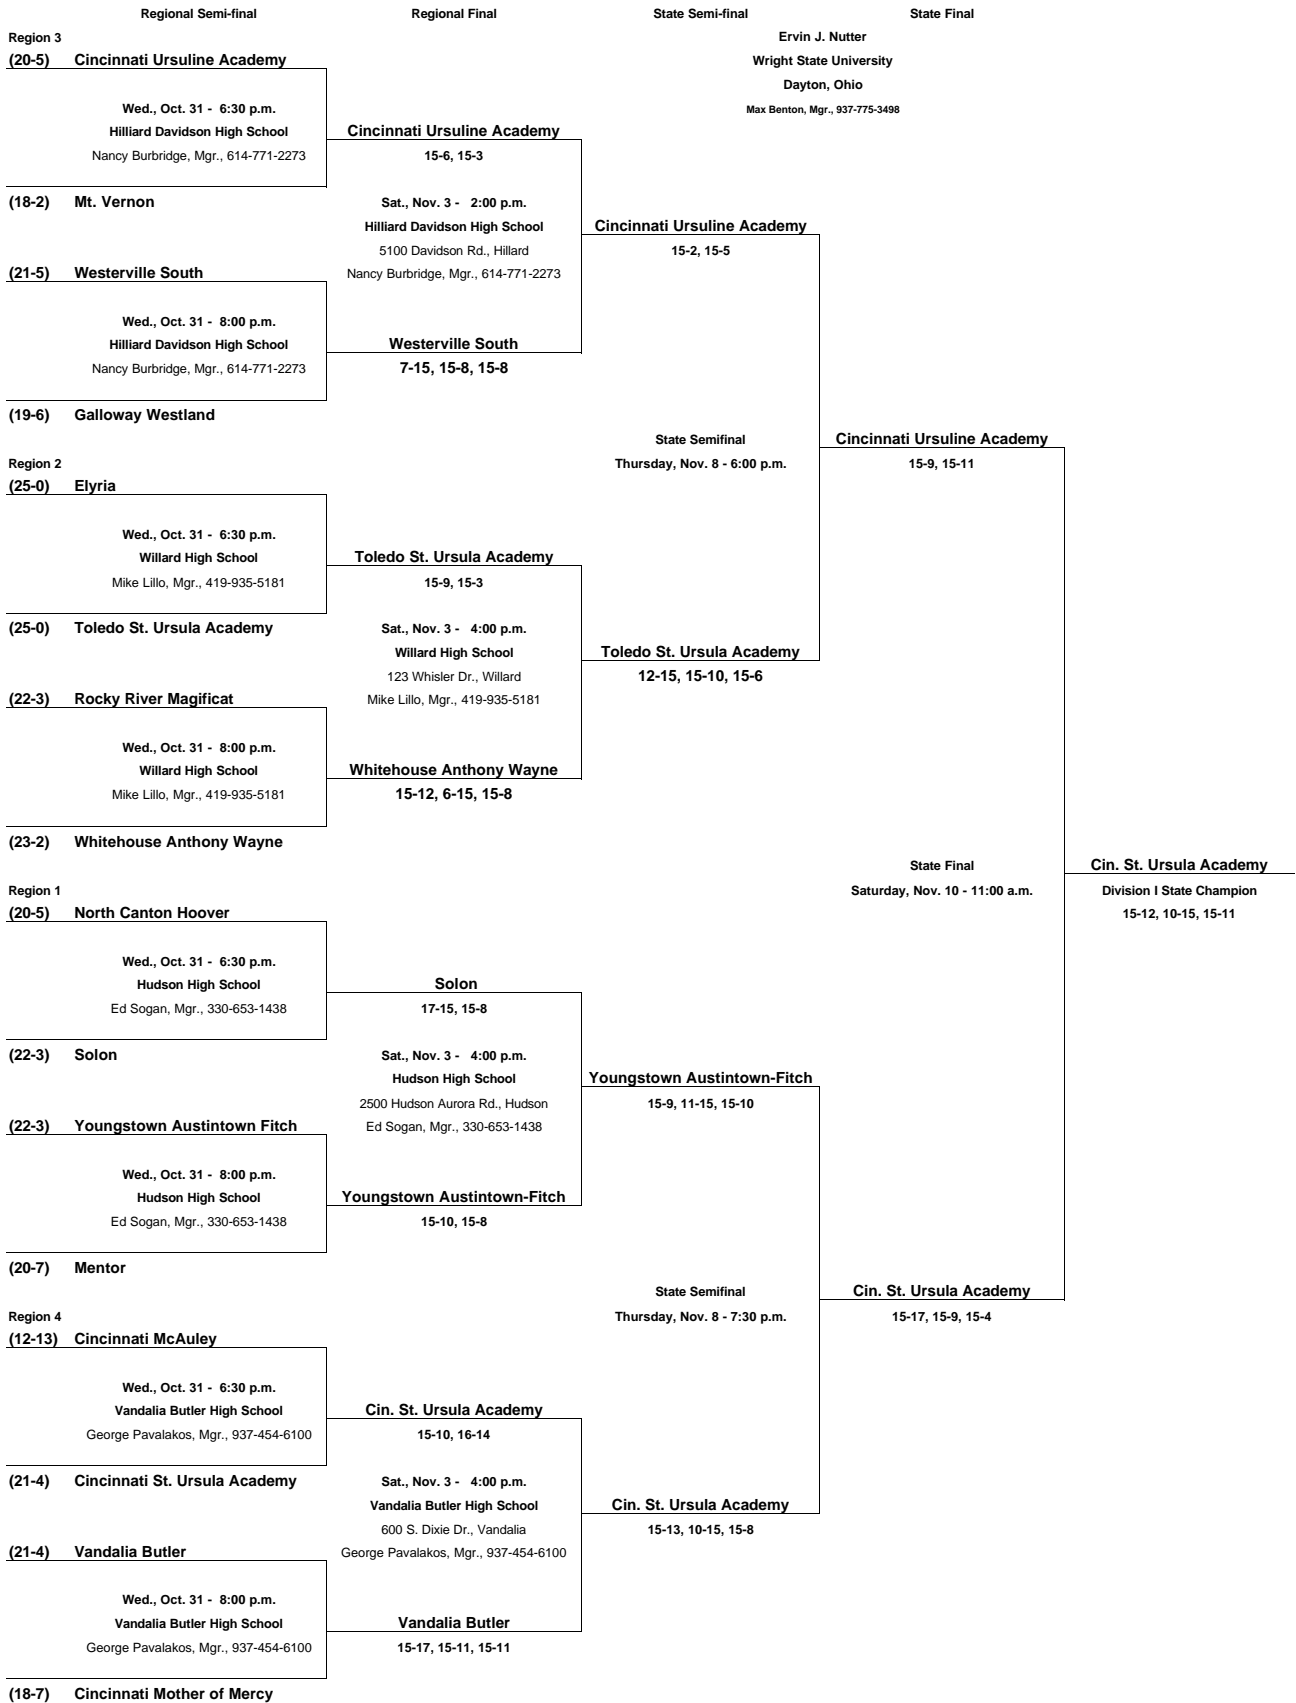 Regional Semi-final Regional Final State Semi-final State Final
Region 3 Ervin J. Nutter
(20-5) Cincinnati Ursuline Academy Wright State University
Dayton, Ohio
Wed., Oct. 31 - 6:30 p.m. Max Benton, Mgr., 937-775-3498
Hilliard Davidson High School Cincinnati Ursuline Academy
Nancy Burbridge, Mgr., 614-771-2273 15-6, 15-3
(18-2) Mt. Vernon Sat., Nov. 3 - 2:00 p.m.
Hilliard Davidson High School Cincinnati Ursuline Academy
5100 Davidson Rd., Hillard 15-2, 15-5
(21-5) Westerville South Nancy Burbridge, Mgr., 614-771-2273
Wed., Oct. 31 - 8:00 p.m.
Hilliard Davidson High School Westerville South
Nancy Burbridge, Mgr., 614-771-2273 7-15, 15-8, 15-8
(19-6) Galloway Westland
State Semifinal Cincinnati Ursuline Academy
Region 2 Thursday, Nov. 8 - 6:00 p.m. 15-9, 15-11
(25-0) Elyria
Wed., Oct. 31 - 6:30 p.m.
Willard High School Toledo St. Ursula Academy
Mike Lillo, Mgr., 419-935-5181 15-9, 15-3
(25-0) Toledo St. Ursula Academy Sat., Nov. 3 - 4:00 p.m.
Willard High School Toledo St. Ursula Academy
123 Whisler Dr., Willard 12-15, 15-10, 15-6
(22-3) Rocky River Magificat Mike Lillo, Mgr., 419-935-5181
Wed., Oct. 31 - 8:00 p.m.
Willard High School Whitehouse Anthony Wayne
Mike Lillo, Mgr., 419-935-5181 15-12, 6-15, 15-8
(23-2) Whitehouse Anthony Wayne
State Final Cin. St. Ursula Academy
Region 1 Saturday, Nov. 10 - 11:00 a.m. Division I State Champion
(20-5) North Canton Hoover 15-12, 10-15, 15-11
Wed., Oct. 31 - 6:30 p.m.
Hudson High School Solon
Ed Sogan, Mgr., 330-653-1438 17-15, 15-8
(22-3) Solon Sat., Nov. 3 - 4:00 p.m.
Hudson High School Youngstown Austintown-Fitch
2500 Hudson Aurora Rd., Hudson 15-9, 11-15, 15-10
(22-3) Youngstown Austintown Fitch Ed Sogan, Mgr., 330-653-1438
Wed., Oct. 31 - 8:00 p.m.
Hudson High School Youngstown Austintown-Fitch
Ed Sogan, Mgr., 330-653-1438 15-10, 15-8
(20-7) Mentor
State Semifinal Cin. St. Ursula Academy
Region 4 Thursday, Nov. 8 - 7:30 p.m. 15-17, 15-9, 15-4
(12-13) Cincinnati McAuley
Wed., Oct. 31 - 6:30 p.m.
Vandalia Butler High School Cin. St. Ursula Academy
George Pavalakos, Mgr., 937-454-6100 15-10, 16-14
(21-4) Cincinnati St. Ursula Academy Sat., Nov. 3 - 4:00 p.m.
Vandalia Butler High School Cin. St. Ursula Academy
600 S. Dixie Dr., Vandalia 15-13, 10-15, 15-8
(21-4) Vandalia Butler George Pavalakos, Mgr., 937-454-6100
Wed., Oct. 31 - 8:00 p.m.
Vandalia Butler High School Vandalia Butler
George Pavalakos, Mgr., 937-454-6100 15-17, 15-11, 15-11
(18-7) Cincinnati Mother of Mercy